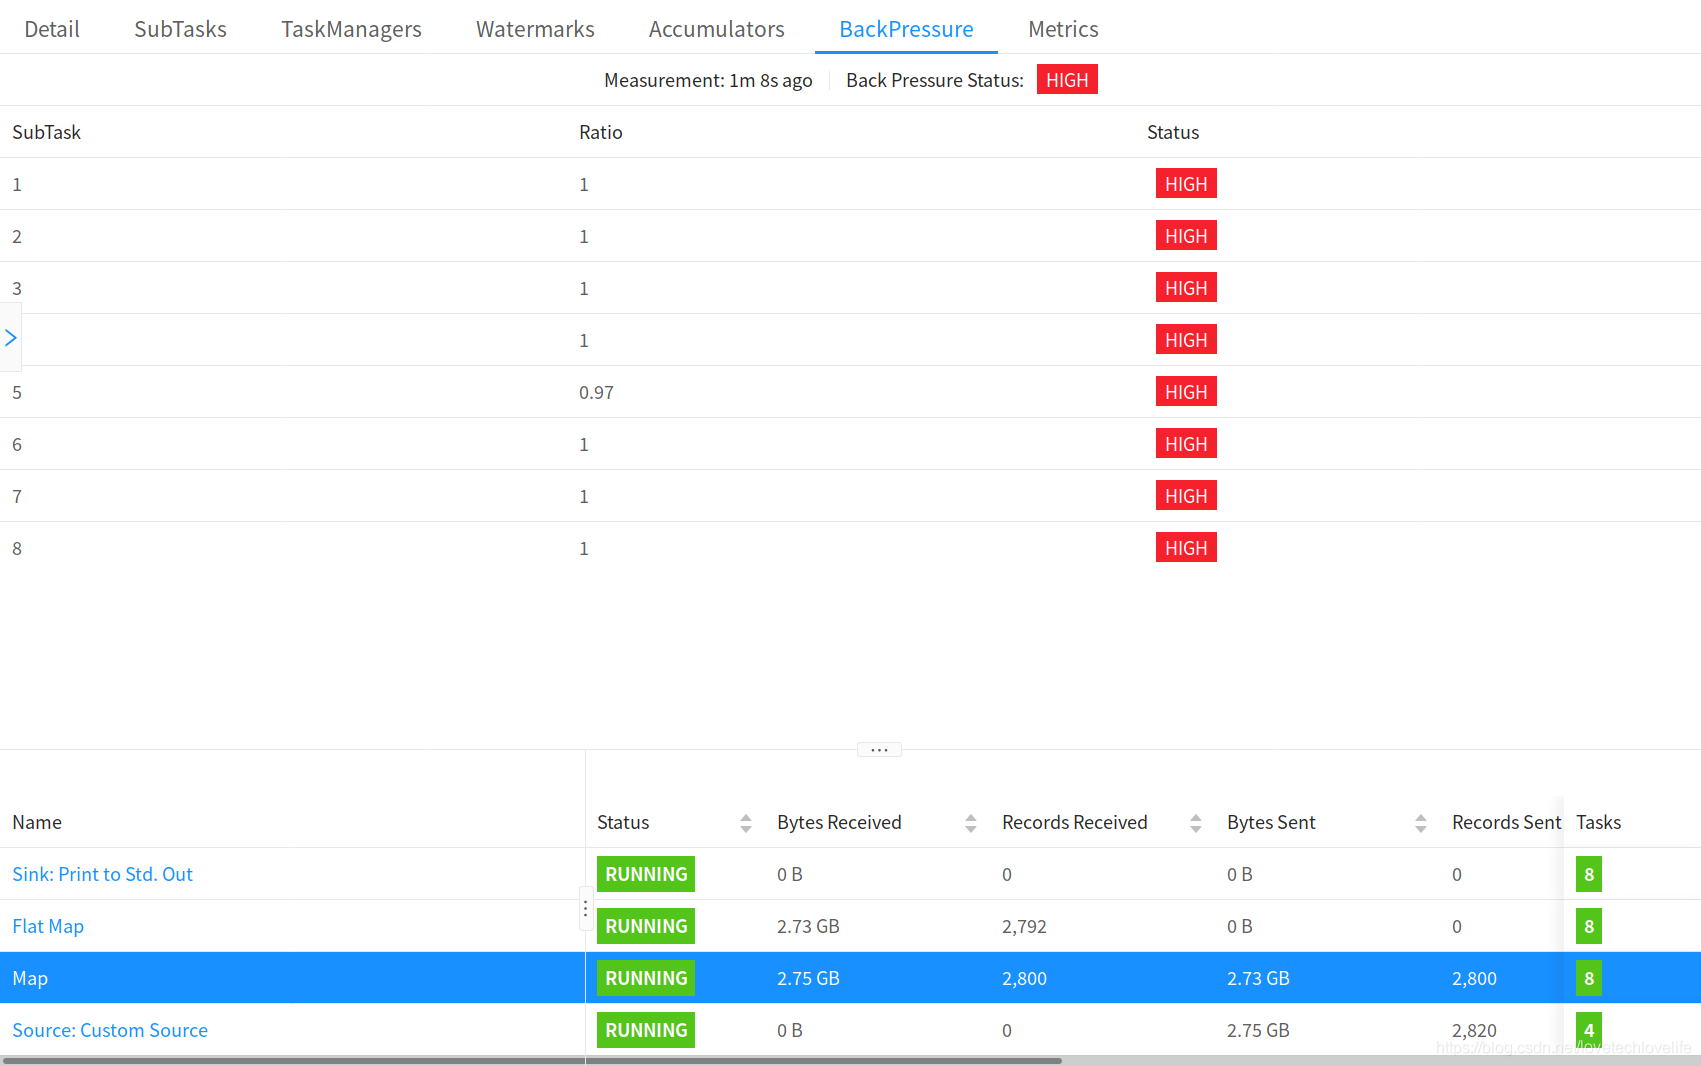 Detail SubTasks TaskManagers Watermarks Accumulators BackPressure Metrics
Measurement: 1m 8s ago Back Pressure Status: HIGH
SubTask Ratio Status
1 1 HIGH
2 1 HIGH
3 1 HIGH
1 HIGH
5 0.97 HIGH
6 1 HIGH
7 1 HIGH
8 1 HIGH
Name Status Bytes Received Records Received Bytes Sent Records Sent Tasks
Sink: Print to Std. Out RUNNING 0 B 0 0 B 0 8
Flat Map RUNNING 2.73 GB 2,792 0 B 0 8
Map RUNNING 2.75 GB 2,800 2.73 GB 2,800 8
Source: Custom Source RUNNING 0 B 0 2.75 GB 2,820 4
https://blog.csdn.net/lovetechlovelife